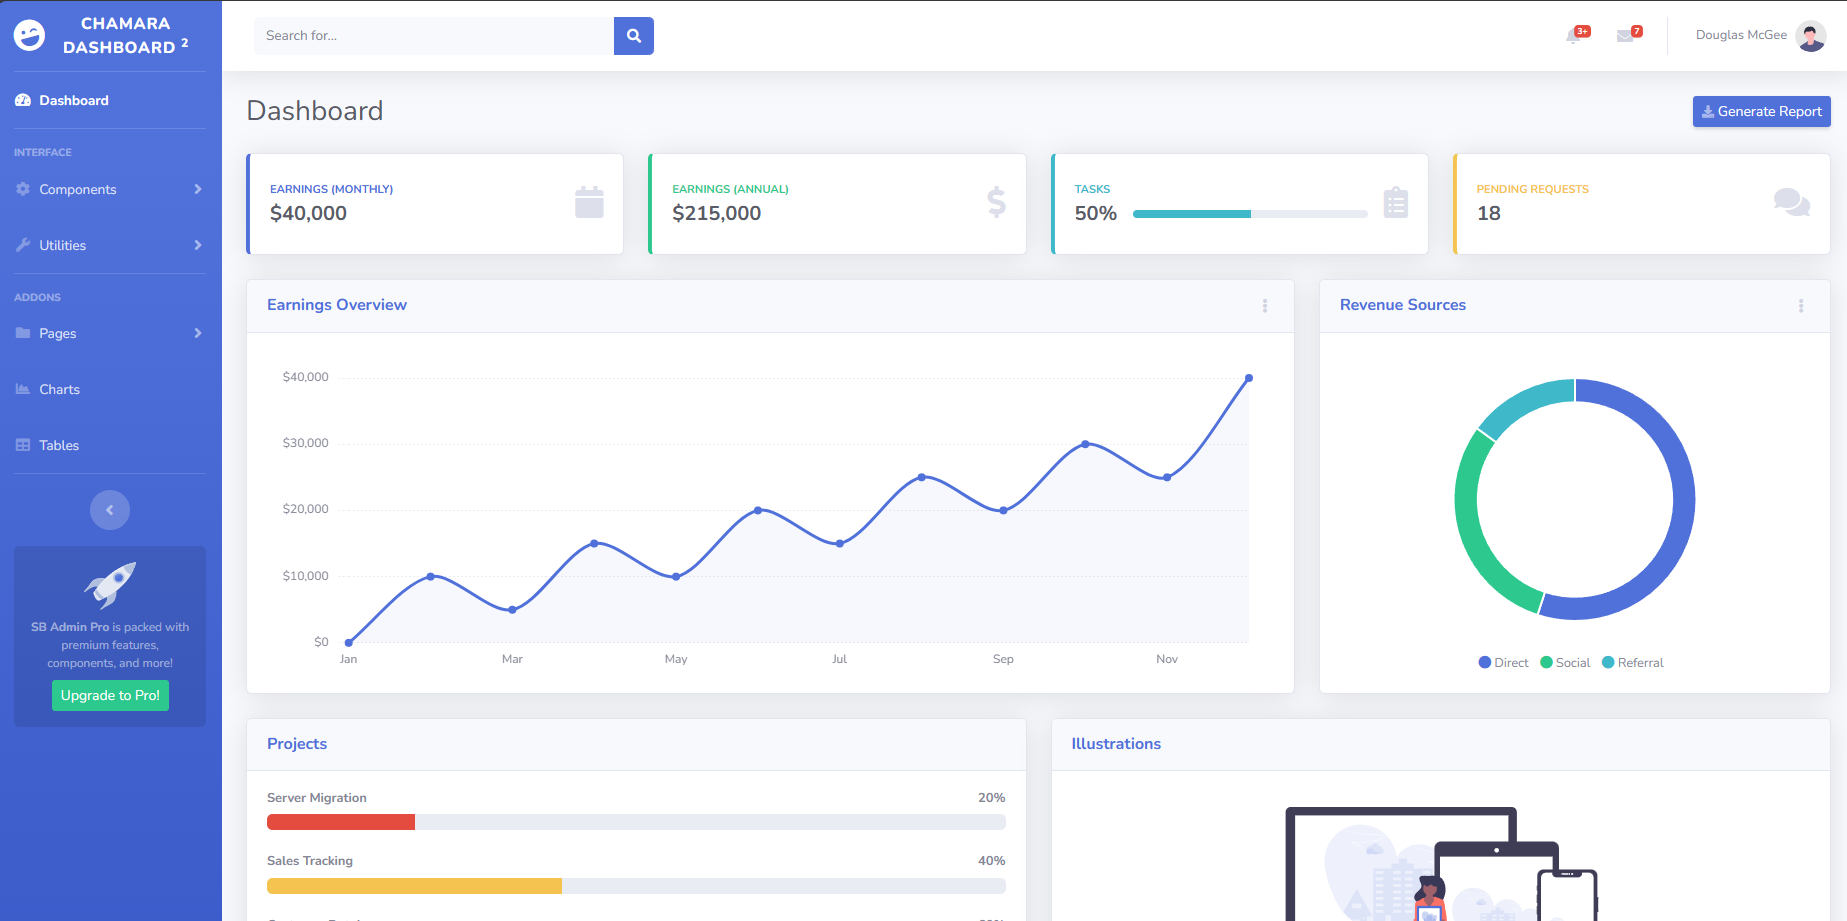 CHAMARA
DASHBOARD 2
Dashboard
INTERFACE
Components
Utilities
ADDONS
Pages
Charts
Tables
SB Admin Pro is packed with
premium features,
components, and more!
Upgrade to Pro!
Search for...
3+
7
Douglas McGee
Dashboard
Generate Report
EARNINGS (MONTHLY)
$40,000
EARNINGS (ANNUAL)
$215,000
TASKS
50%
PENDING REQUESTS
18
Earnings Overview
$40,000
$30,000
$20,000
$10,000
$0
Jan Mar May Jul Sep Nov
Revenue Sources
Direct Social Referral
Projects
Server Migration 20%
Sales Tracking 40%
Illustrations